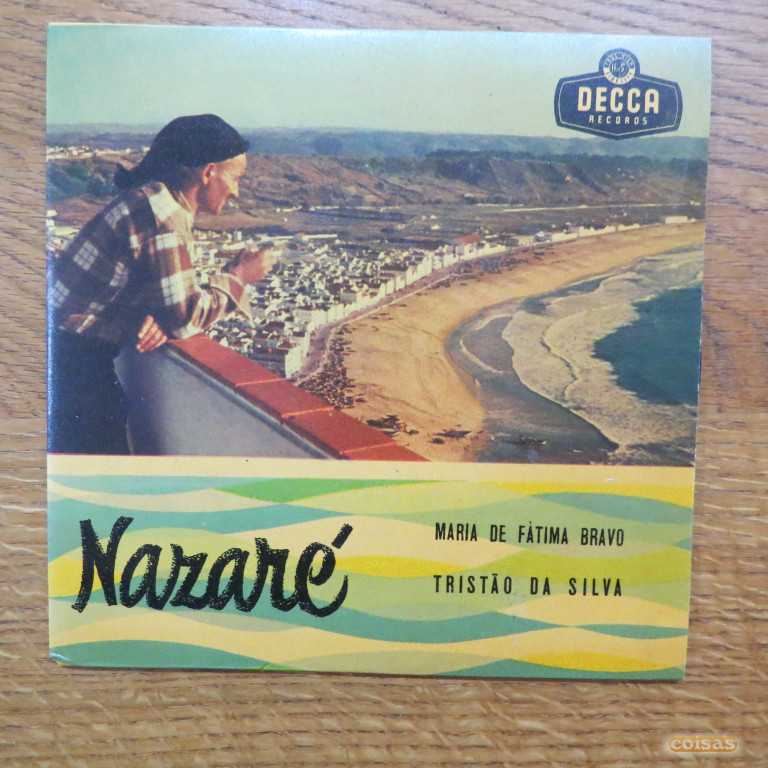 DECCA
RECORDS
Nazaré
MARIA DE FÀTIMA BRAVO
TRISTÃO DA SILVA
coisas